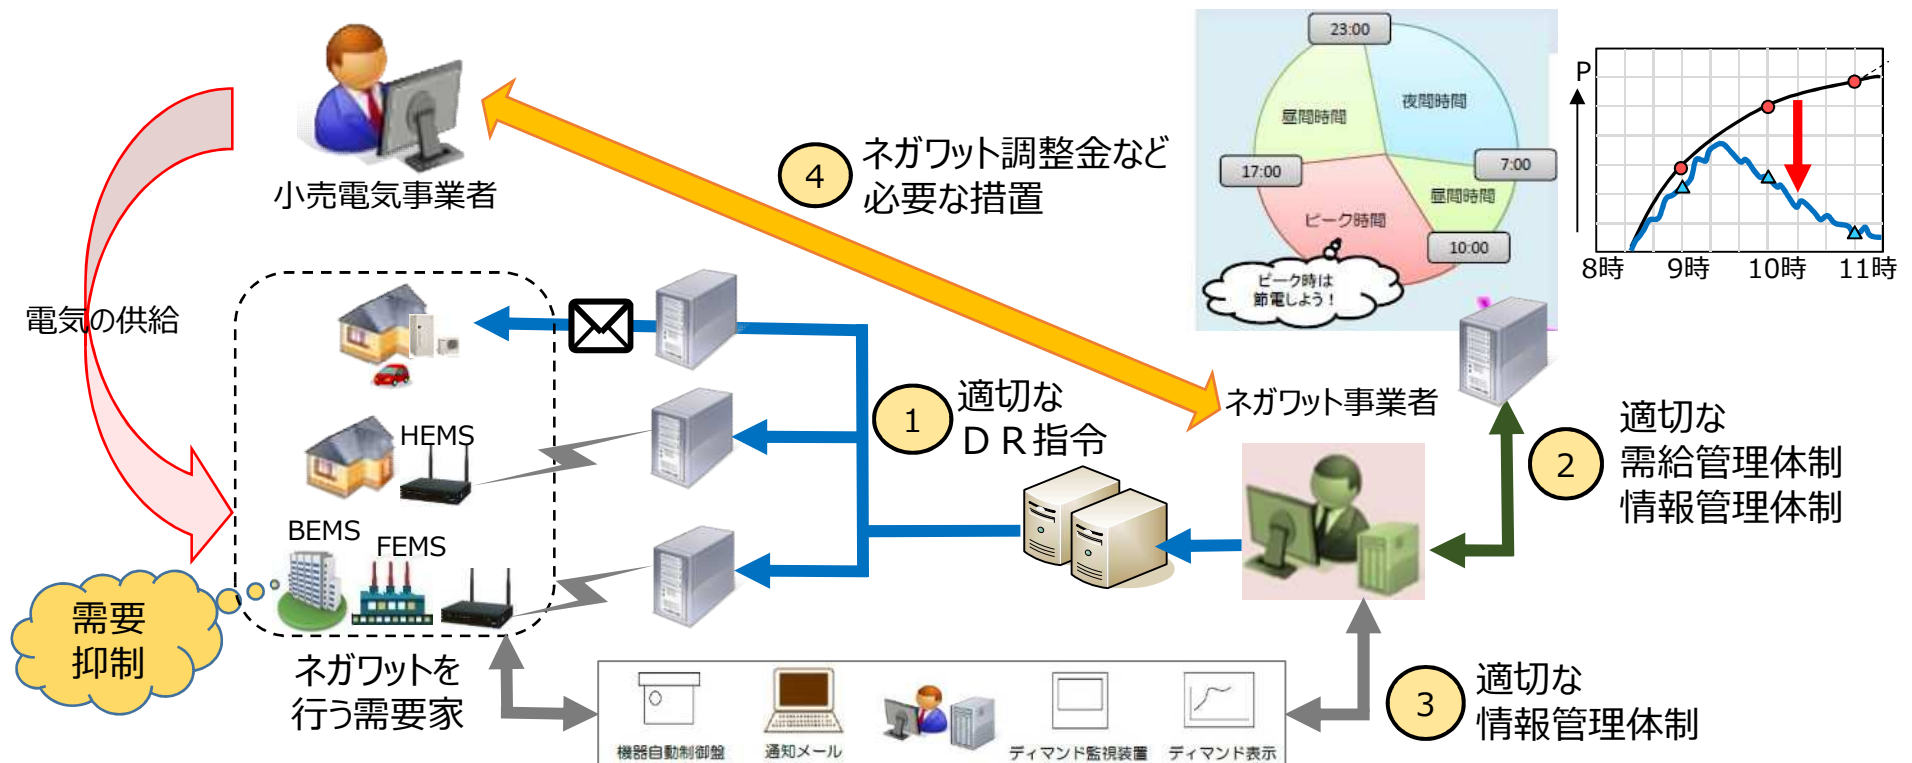 小売電気事業者
電気の供給
4
ネガワット調整金など
必要な措置
23:00
夜間時間
昼間時間
7:00
17:00
昼間時間
ピーク時間
10:00
ピーク時は
節電しよう！
P
8時
9時
10時
11時
1
適切な
ＤＲ指令
ネガワット事業者
2
適切な
需給管理体制
情報管理体制
HEMS
BEMS
FEMS
需要
抑制
ネガワットを
行う需要家
機器自動制御盤
通知メール
ディマンド監視装置
ディマンド表示
3
適切な
情報管理体制